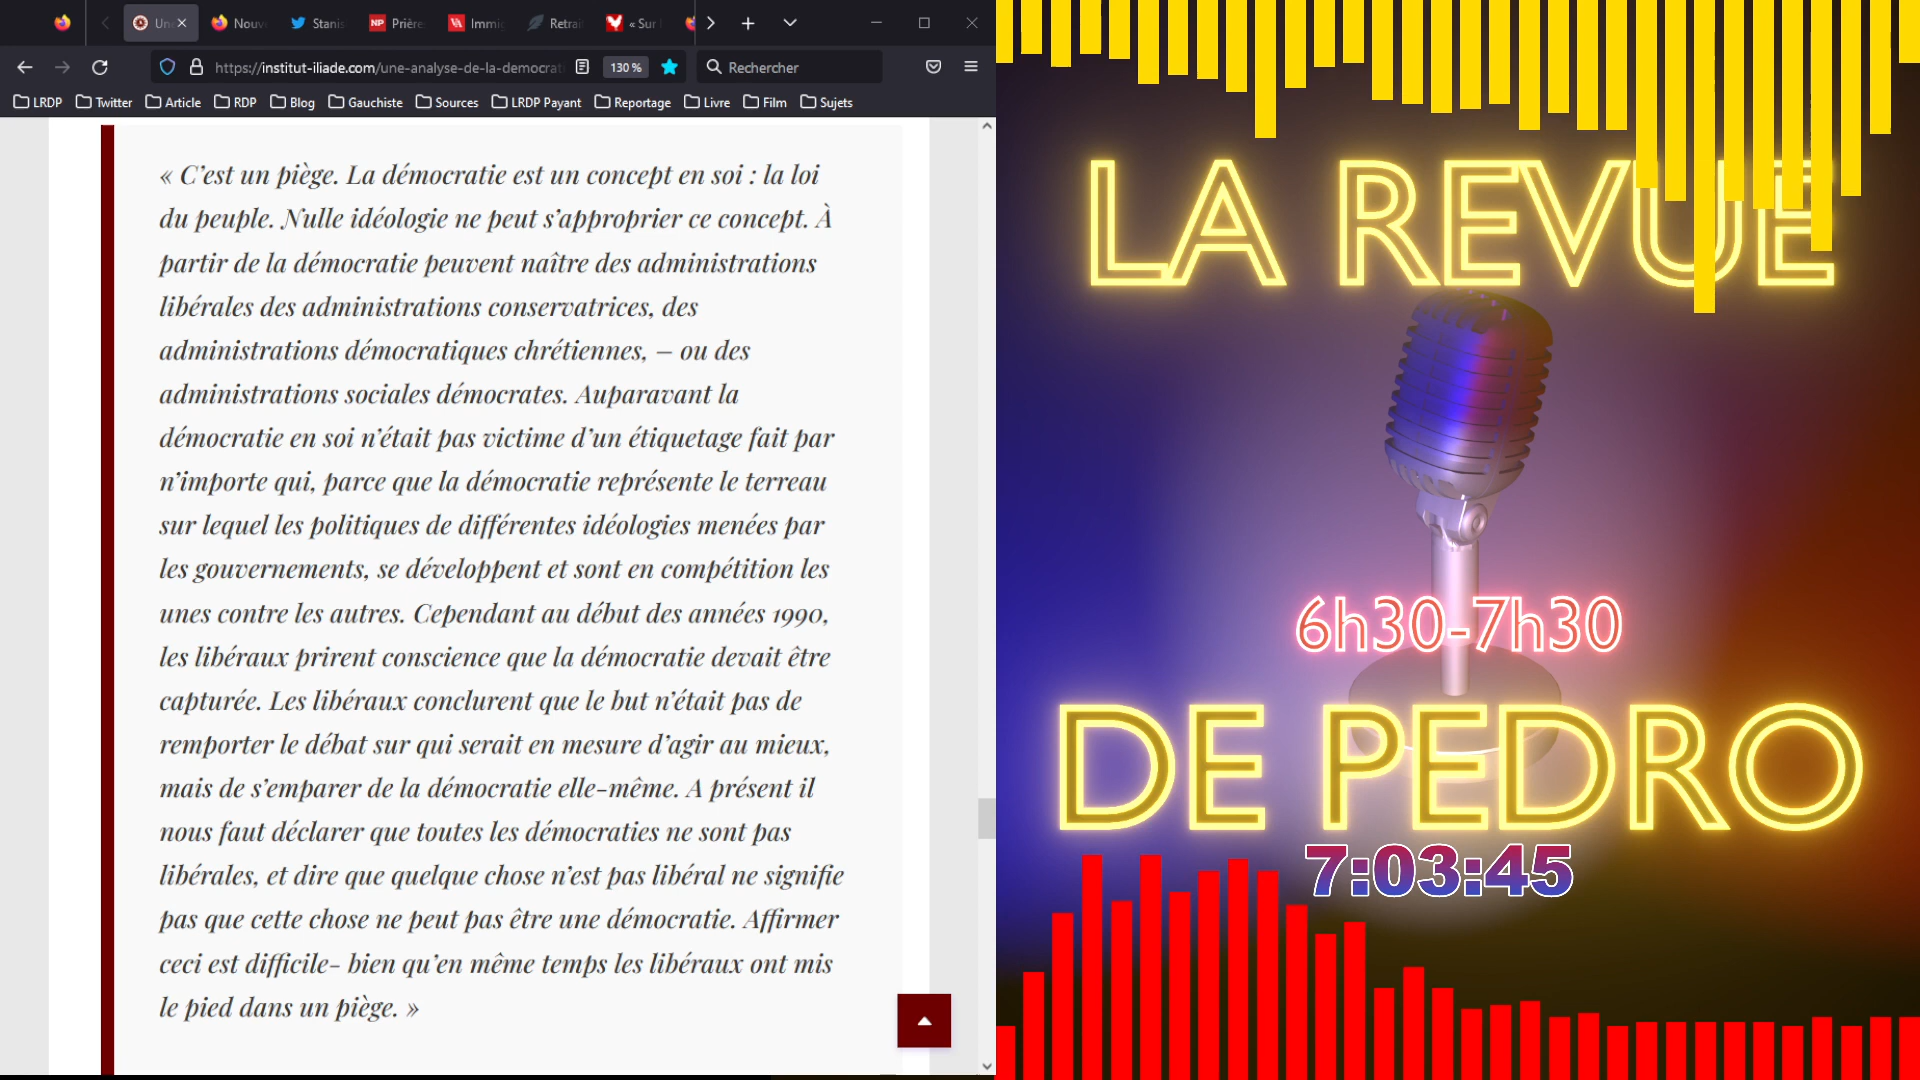 Un
Nouv
Stanis
Prière
Immig
Retrai
« Sur
https://institut-iliade.com/une-analyse-de-la-democrati
130 %
Rechercher
LRDP
Twitter
Article
RDP
Blog
Gauchiste
Sources
LRDP Payant
Reportage
Livre
Film
Sujets
« C’est un piège. La démocratie est un concept en soi : la loi
du peuple. Nulle idéologie ne peut s’approprier ce concept. À
partir de la démocratie peuvent naître des administrations
libérales des administrations conservatrices, des
administrations démocratiques chrétiennes, – ou des
administrations sociales démocrates. Auparavant la
démocratie en soi n’était pas victime d’un étiquetage fait par
n’importe qui, parce que la démocratie représente le terreau
sur lequel les politiques de différentes idéologies menées par
les gouvernements, se développent et sont en compétition les
unes contre les autres. Cependant au début des années 1990,
les libéraux prirent conscience que la démocratie devait être
capturée. Les libéraux conclurent que le but n’était pas de
remporter le débat sur qui serait en mesure d’agir au mieux,
mais de s’emparer de la démocratie elle-même. A présent il
nous faut déclarer que toutes les démocraties ne sont pas
libérales, et dire que quelque chose n’est pas libéral ne signifie
pas que cette chose ne peut pas être une démocratie. Affirmer
ceci est difficile- bien qu’en même temps les libéraux ont mis
le pied dans un piège. »
LA REVUE
6h30-7h30
DE PEDRO
7:03:45